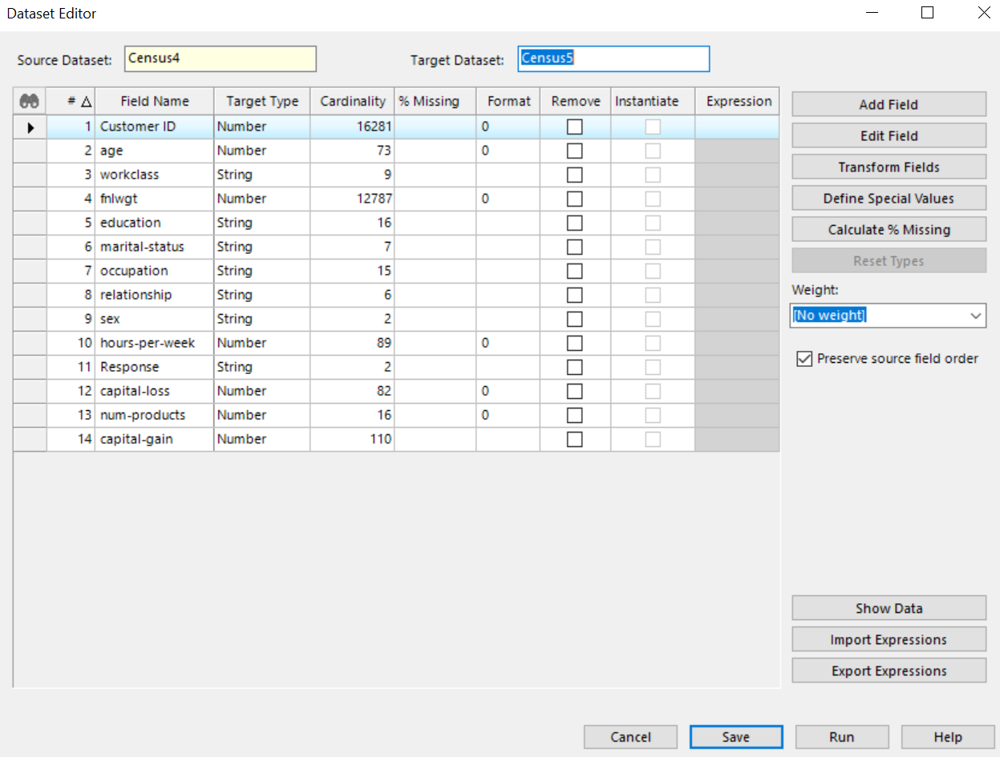 Dataset Editor
Source Dataset: Census4 Target Dataset: Census5
# Field Name Target Type Cardinality % Missing Format Remove Instantiate Expression
1 Customer ID Number 16281 0
2 age Number 73 0
3 workclass String 9
4 fnlwgt Number 12787 0
5 education String 16
6 marital-status String 7
7 occupation String 15
8 relationship String 6
9 sex String 2
10 hours-per-week Number 89 0
11 Response String 2
12 capital-loss Number 82 0
13 num-products Number 16 0
14 capital-gain Number 110
Add Field
Edit Field
Transform Fields
Define Special Values
Calculate % Missing
Reset Types
Weight:
[No weight]
Preserve source field order
Show Data
Import Expressions
Export Expressions
Cancel Save Run Help